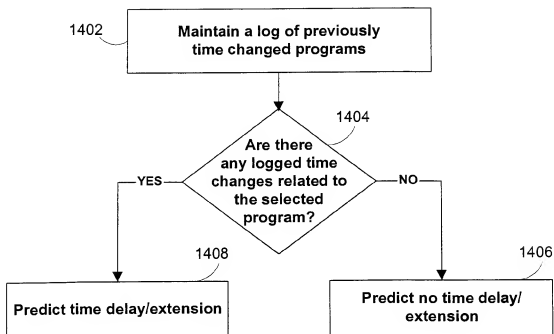 1402
Maintain a log of previously
time changed programs
1404
Are there
any logged time
changes related to
the selected
program?
YES
NO
1408
Predict time delay/extension
1406
Predict no time delay/
extension